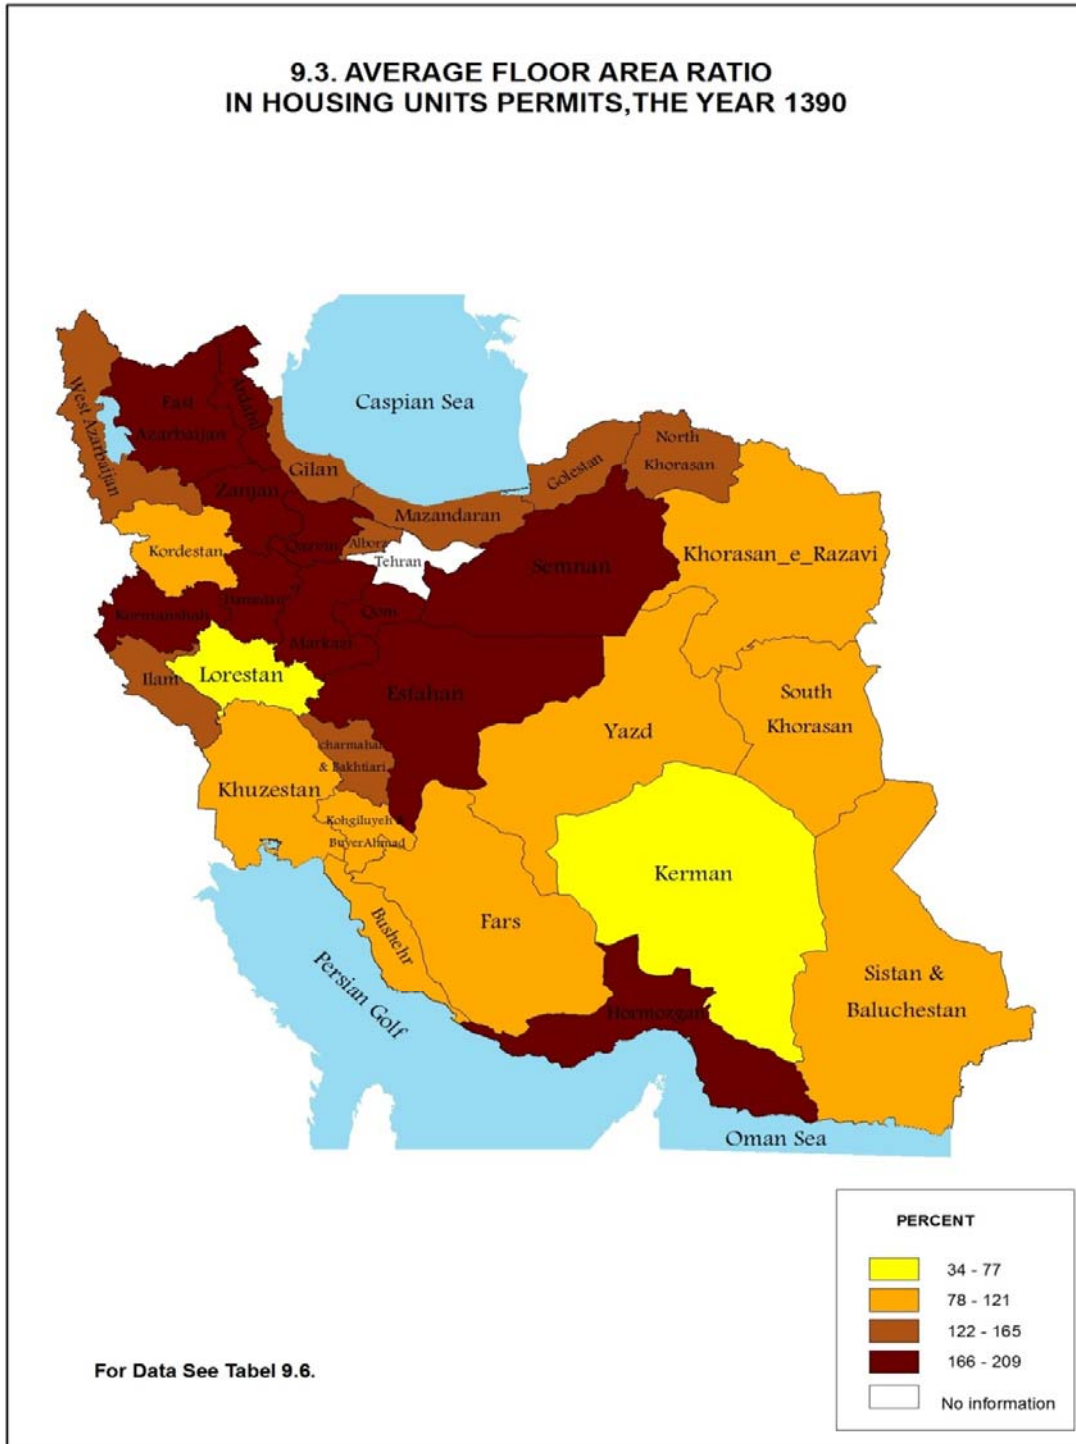 9.3. AVERAGE FLOOR AREA RATIO
IN HOUSING UNITS PERMITS,THE YEAR 1390
Caspian Sea
West Azarbaijan
East
Azarbaijan
Ardabil
Gilan
Zanjan
Mazandaran
Golestan
North
Khorasan
Kordestan
Qazvin
Alborz
Tehran
Semnan
Khorasan_e_Razavi
Kermanshah
Hamadan
Qom
Markazi
Ilam
Lorestan
Esfahan
South
Khorasan
Yazd
charmahal
& Bakhtiari
Khuzestan
Kohgiluyeh &
BuyerAhmad
Kerman
Bushehr
Fars
Sistan &
Baluchestan
Persian Golf
Hormozgan
Oman Sea
PERCENT
34 - 77
78 - 121
122 - 165
166 - 209
No information
For Data See Tabel 9.6.